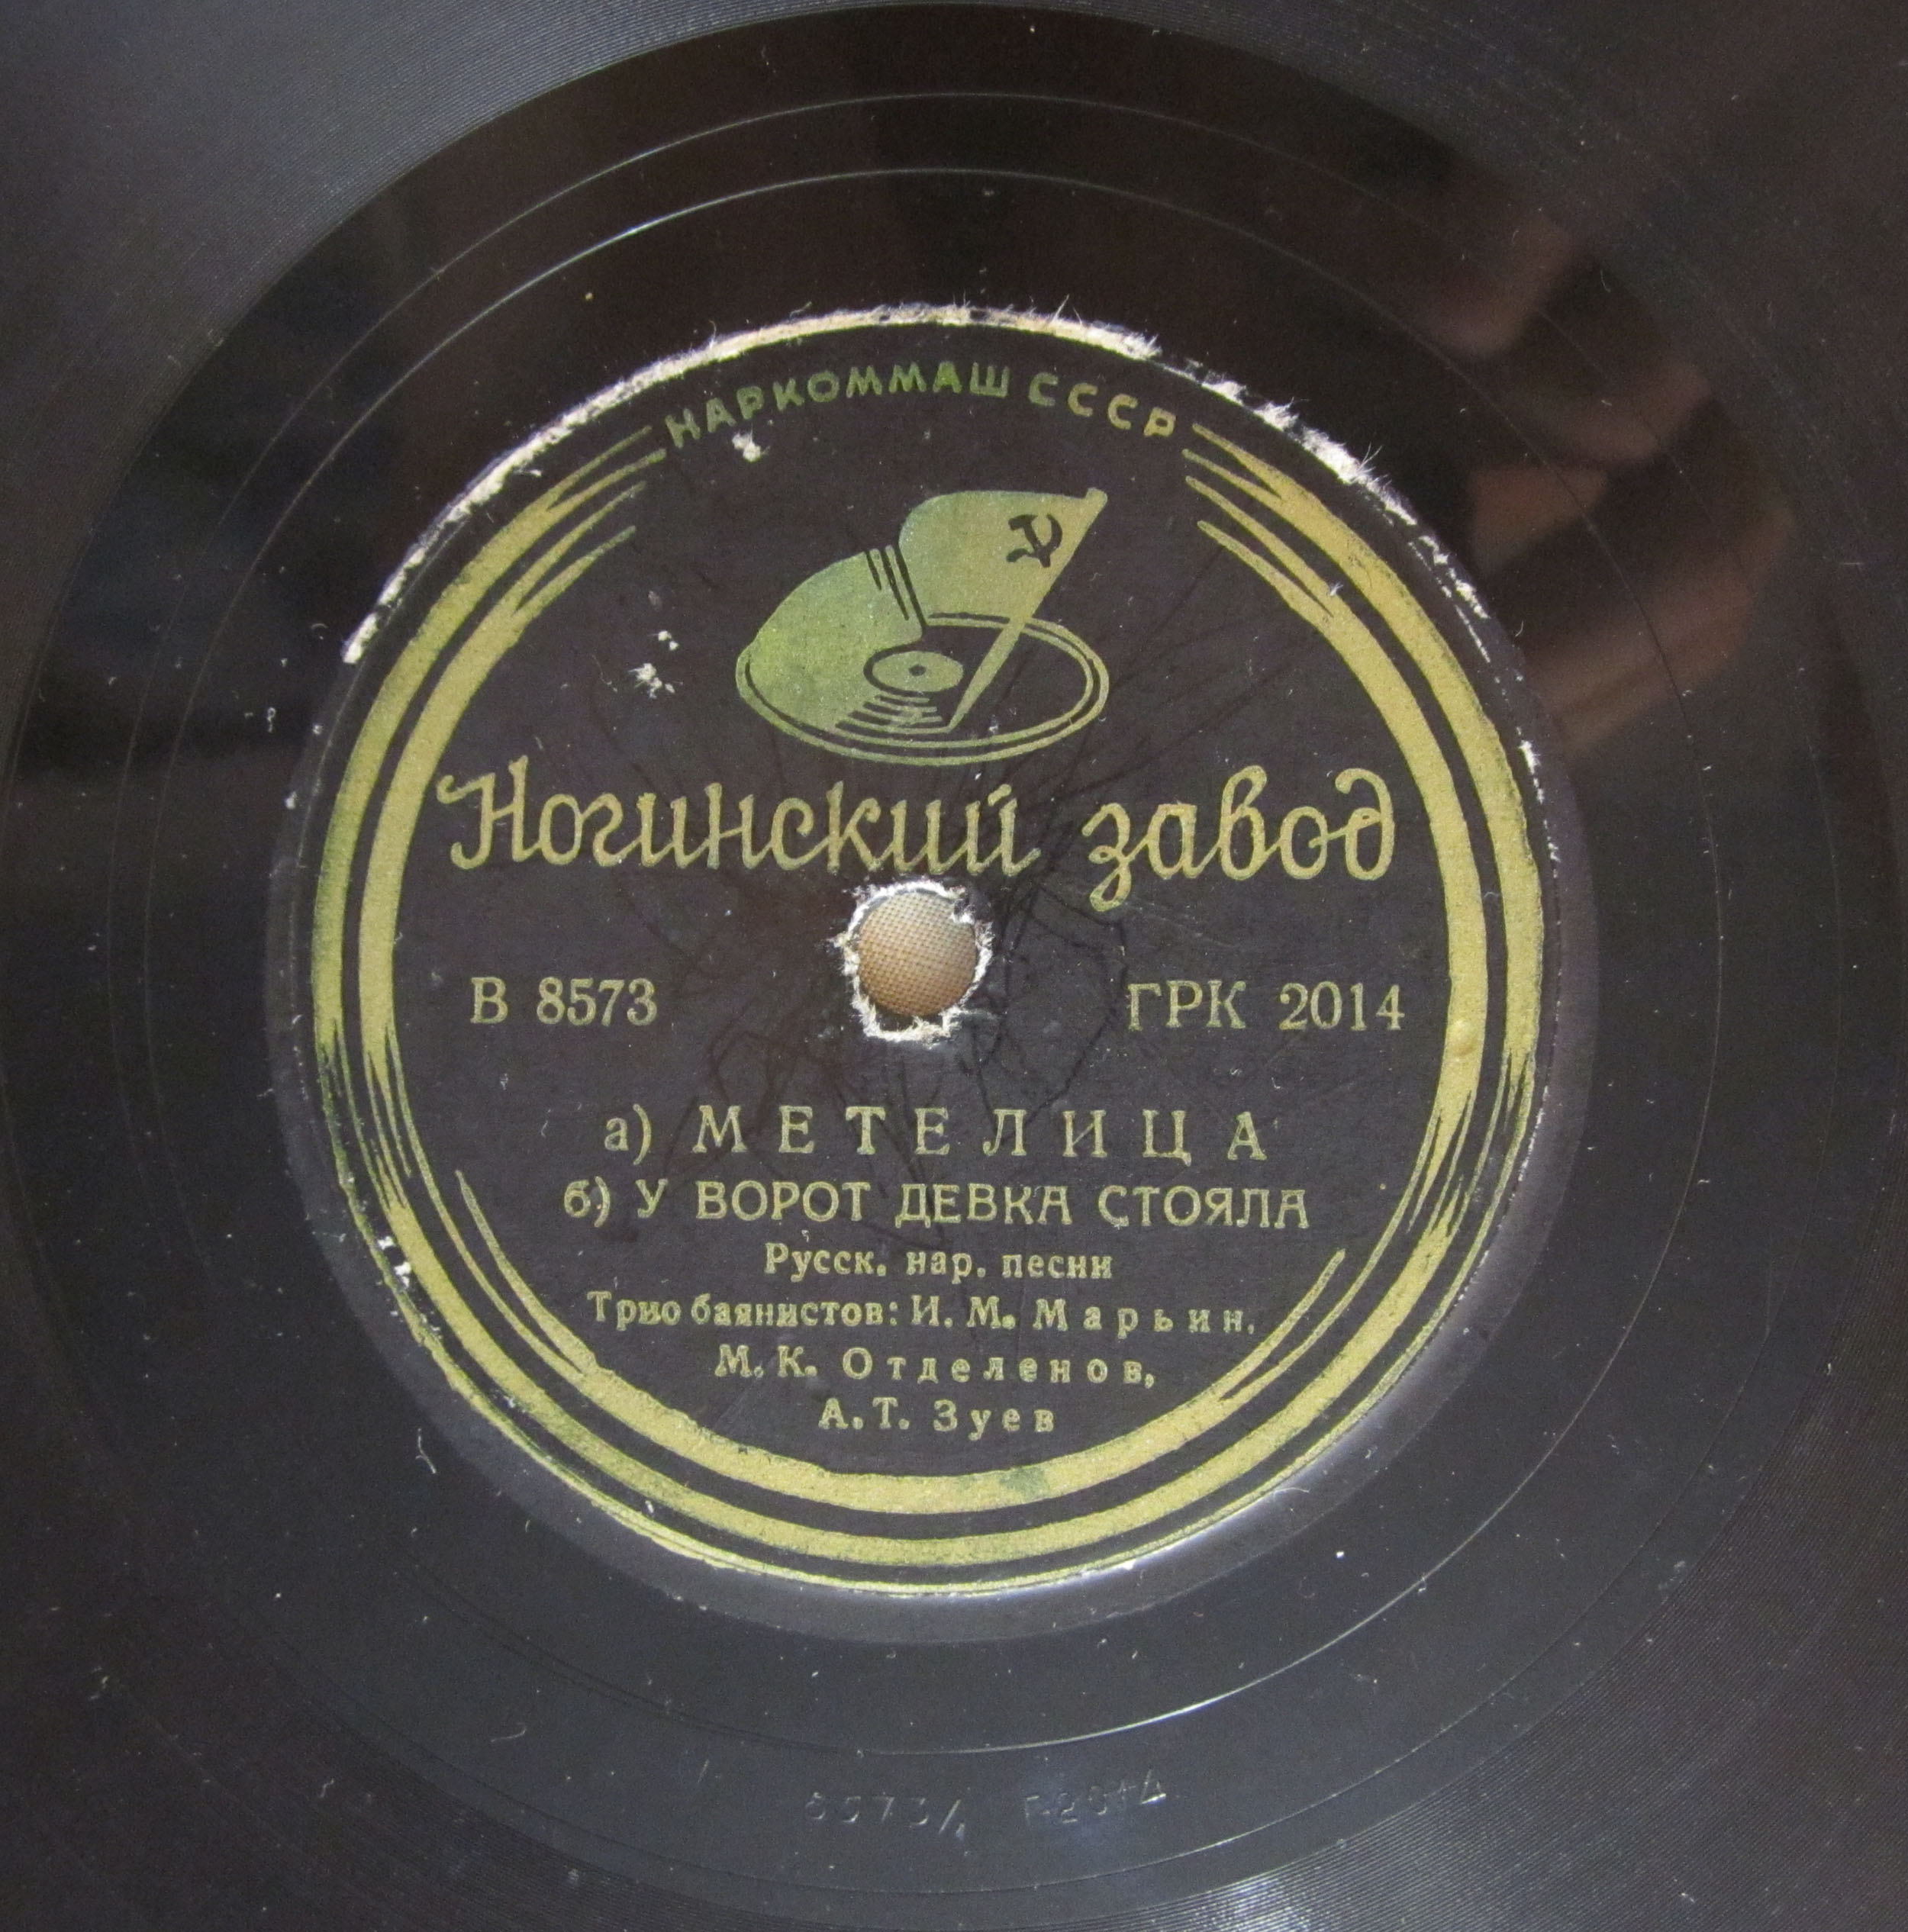 НАРКОММАШ СССР
Ногинский завод
В 8573 ГРК 2014
а) МЕТЕЛИЦА
б) У ВОРОТ ДЕВКА СТОЯЛА
Русск. нар. песни
Трио баянистов: И. М. Марьин,
М. К. Отделенов,
А. Т. Зуев